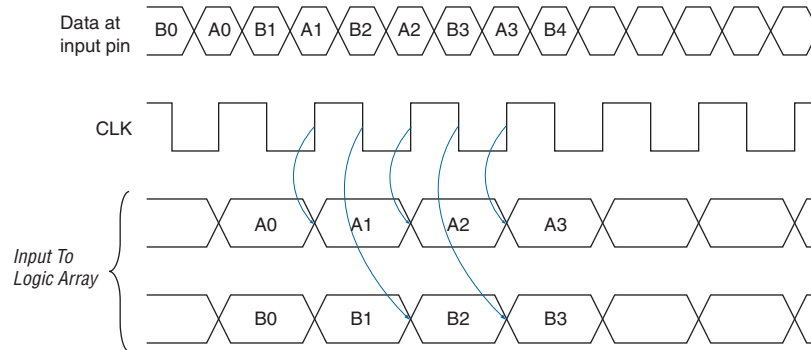 Data at
input pin
B0 A0 B1 A1 B2 A2 B3 A3 B4
CLK
Input To
Logic Array
A0 A1 A2 A3
B0 B1 B2 B3